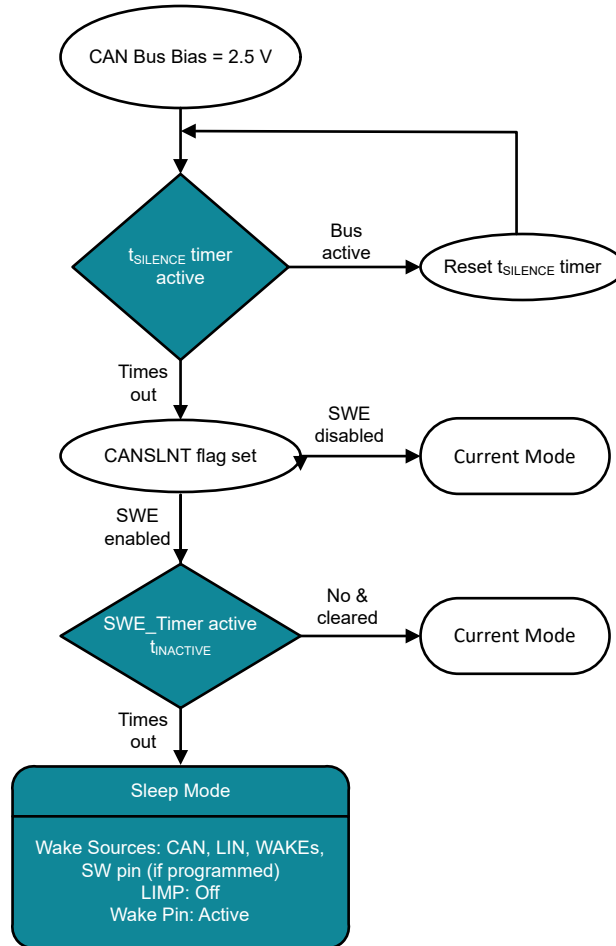 CAN Bus Bias = 2.5 V
tSILENCE timer
active
Bus
active
Reset tSILENCE timer
Times
out
CANSLNT flag set
SWE
disabled
Current Mode
SWE
enabled
SWE_Timer active
tINACTIVE
No &
cleared
Current Mode
Times
out
Sleep Mode
Wake Sources: CAN, LIN, WAKEs,
SW pin (if programmed)
LIMP: Off
Wake Pin: Active